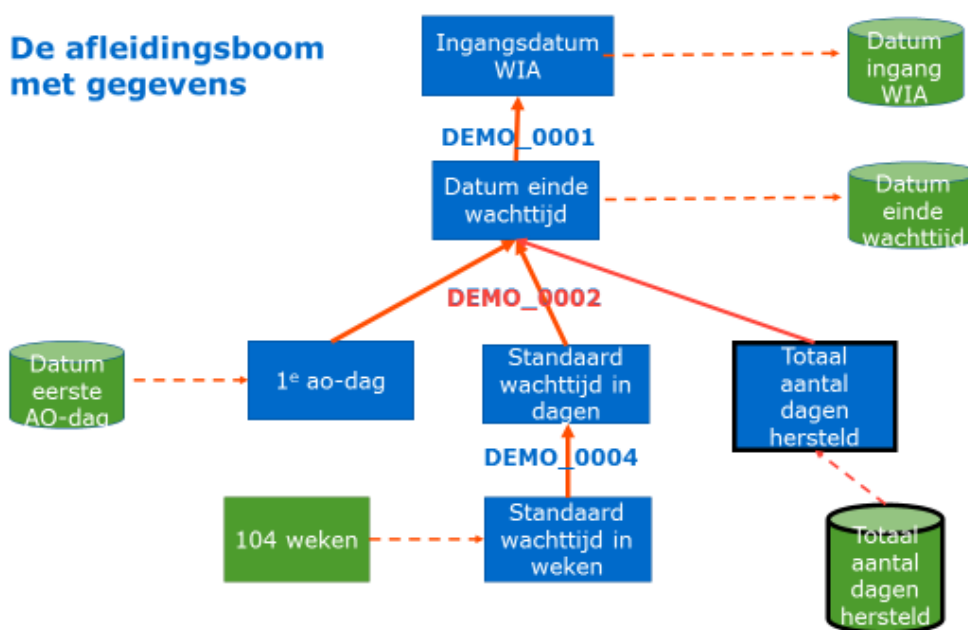 De afleidingsboom
met gegevens
Ingangsdatum
WIA
Datum
ingang
WIA
DEMO_0001
Datum einde
wachttijd
Datum
einde
wachttijd
DEMO_0002
Datum
eerste
AO-dag
1e ao-dag
Standaard
wachttijd in
dagen
Totaal
aantal
dagen
hersteld
DEMO_0004
104 weken
Standaard
wachttijd in
weken
Totaal
aantal
dagen
hersteld